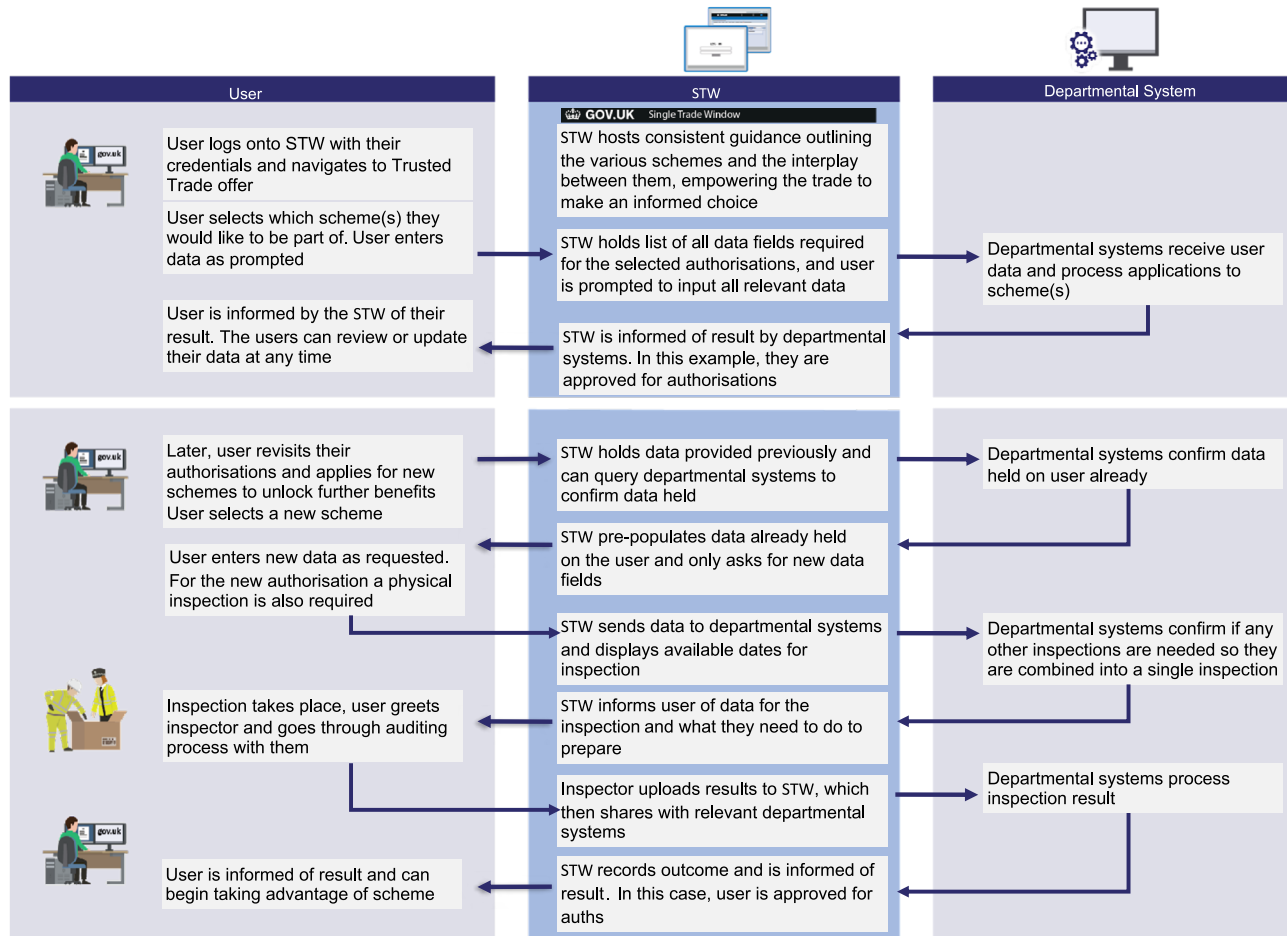 User
STW
Departmental System
GOV.UK Single Trade Window
gov.uk
User logs onto STW with their
credentials and navigates to Trusted
Trade offer
STW hosts consistent guidance outlining
the various schemes and the interplay
between them, empowering the trade to
make an informed choice
User selects which scheme(s) they
would like to be part of. User enters
data as prompted
STW holds list of all data fields required
for the selected authorisations, and user
is prompted to input all relevant data
Departmental systems receive user
data and process applications to
scheme(s)
User is informed by the STW of their
result. The users can review or update
their data at any time
STW is informed of result by departmental
systems. In this example, they are
approved for authorisations
gov.uk
Later, user revisits their
authorisations and applies for new
schemes to unlock further benefits
User selects a new scheme
STW holds data provided previously and
can query departmental systems to
confirm data held
Departmental systems confirm data
held on user already
STW pre-populates data already held
on the user and only asks for new data
fields
User enters new data as requested.
For the new authorisation a physical
inspection is also required
STW sends data to departmental systems
and displays available dates for
inspection
Departmental systems confirm if any
other inspections are needed so they
are combined into a single inspection
STW informs user of data for the
inspection and what they need to do to
prepare
Inspection takes place, user greets
inspector and goes through auditing
process with them
Inspector uploads results to STW, which
then shares with relevant departmental
systems
Departmental systems process
inspection result
gov.uk
STW records outcome and is informed of
result. In this case, user is approved for
auths
User is informed of result and can
begin taking advantage of scheme